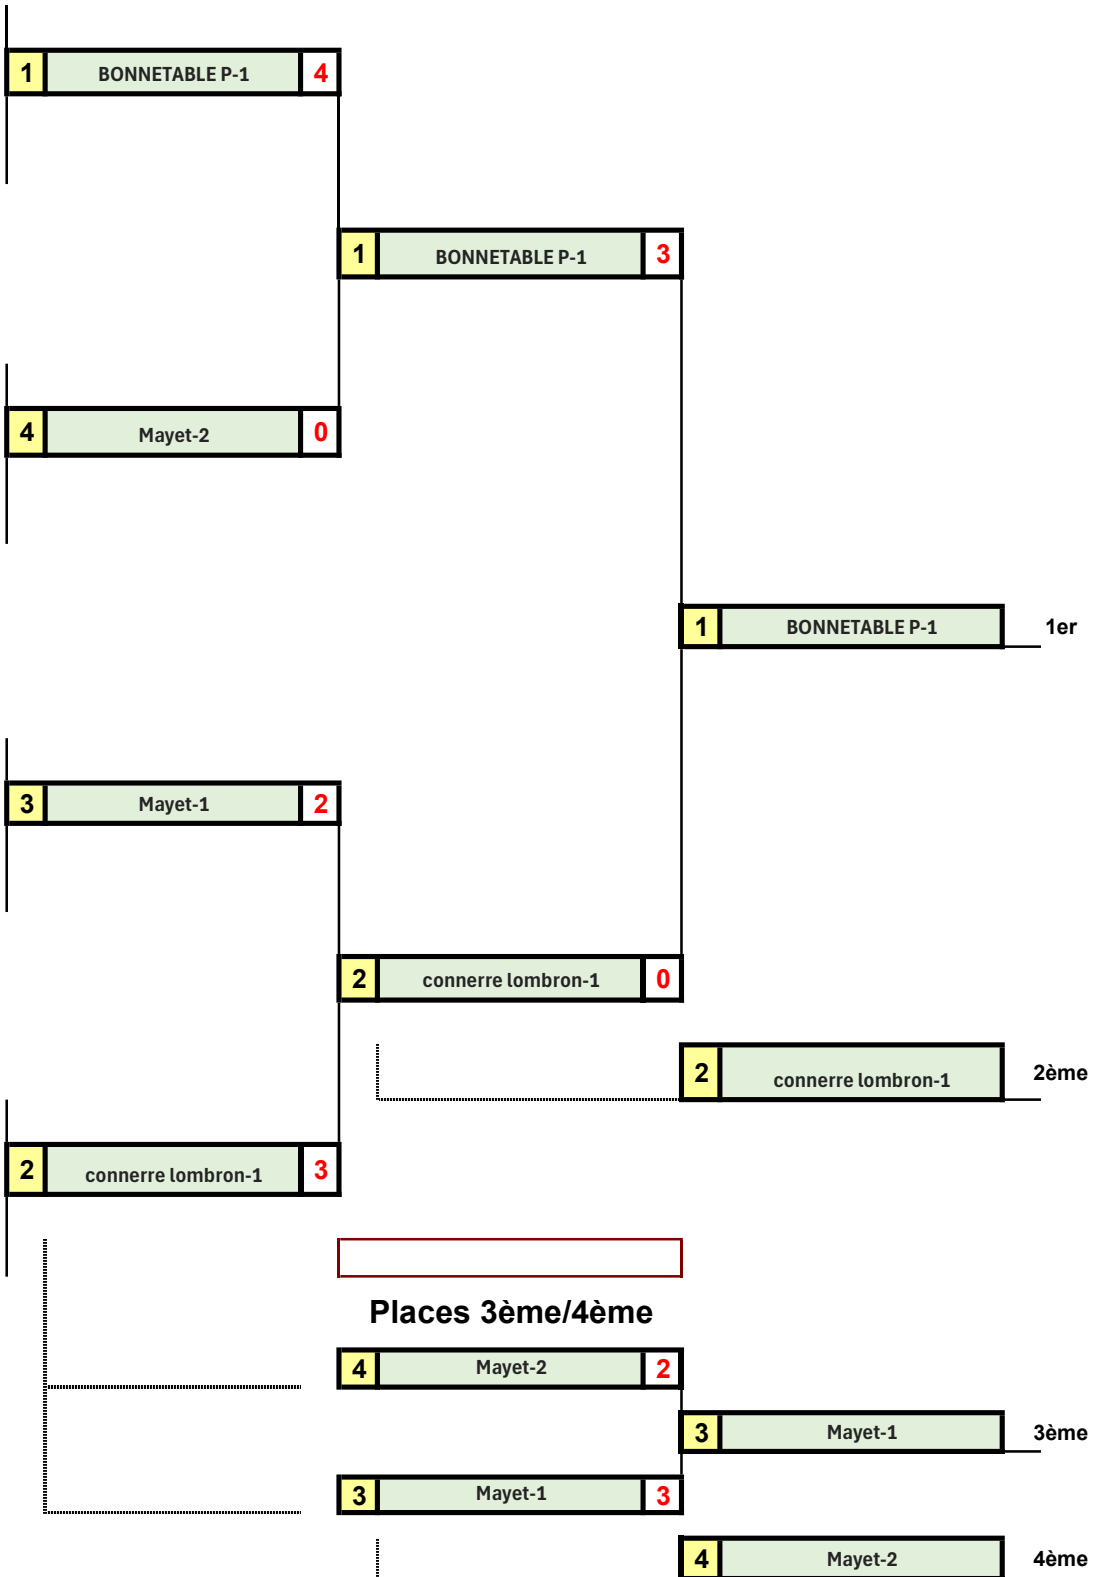 1 BONNETABLE P-1 4
1 BONNETABLE P-1 3
4 Mayet-2 0
1 BONNETABLE P-1 1er
3 Mayet-1 2
2 connerre lombron-1 0
2 connerre lombron-1 2ème
2 connerre lombron-1 3
Places 3ème/4ème
4 Mayet-2 2
3 Mayet-1 3ème
3 Mayet-1 3
4 Mayet-2 4ème